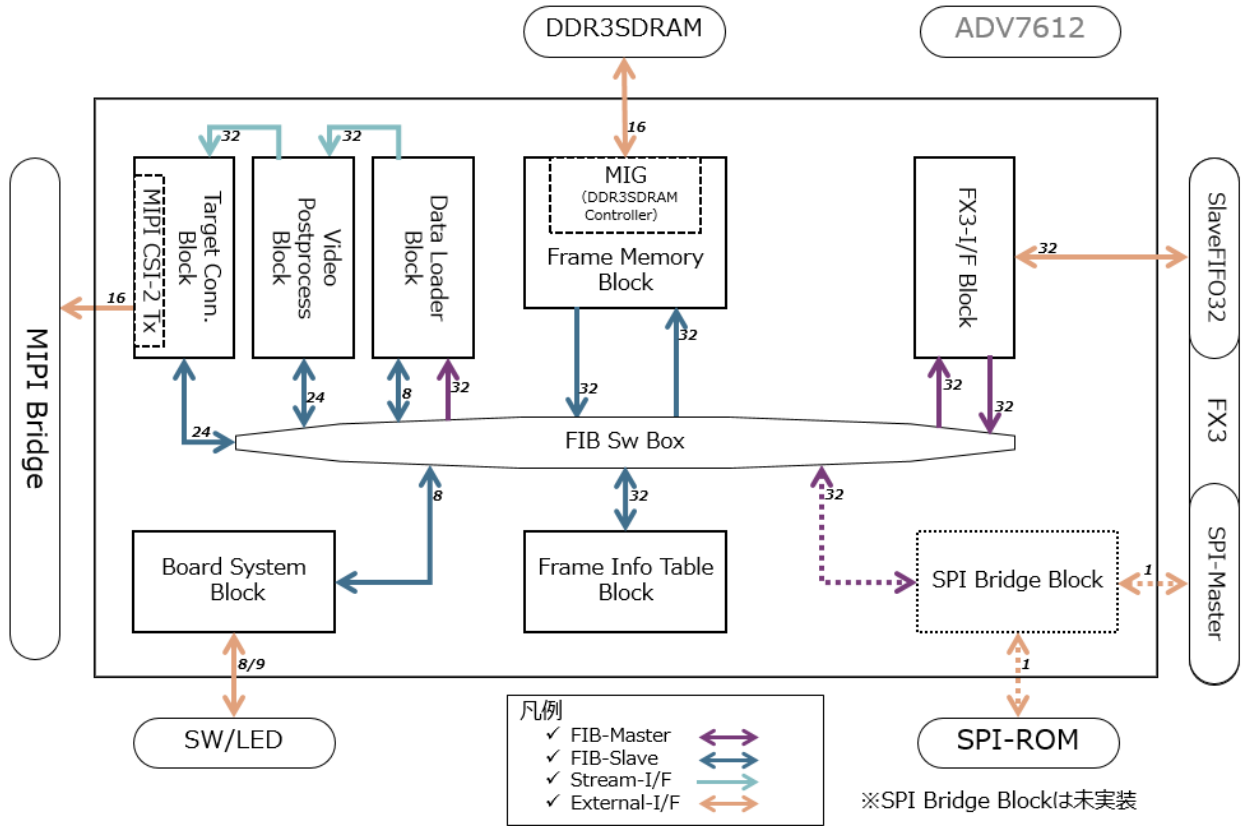 DDR3SDRAM
ADV7612
16
32
32
MIPI CSI-2 Tx
Target Conn.
Block
Video
Postprocess
Block
Data Loader
Block
MIG
（DDR3SDRAM
Controller）
Frame Memory
Block
FX3-I/F Block
32
SlaveFIFO32
FX3
SPI-Master
MIPI Bridge
16
24
24
8
32
32
32
32
32
FIB Sw Box
8
32
32
Board System
Block
Frame Info Table
Block
SPI Bridge Block
1
8/9
1
SW/LED
SPI-ROM
凡例
✓ FIB-Master
✓ FIB-Slave
✓ Stream-I/F
✓ External-I/F
※SPI Bridge Blockは未実装